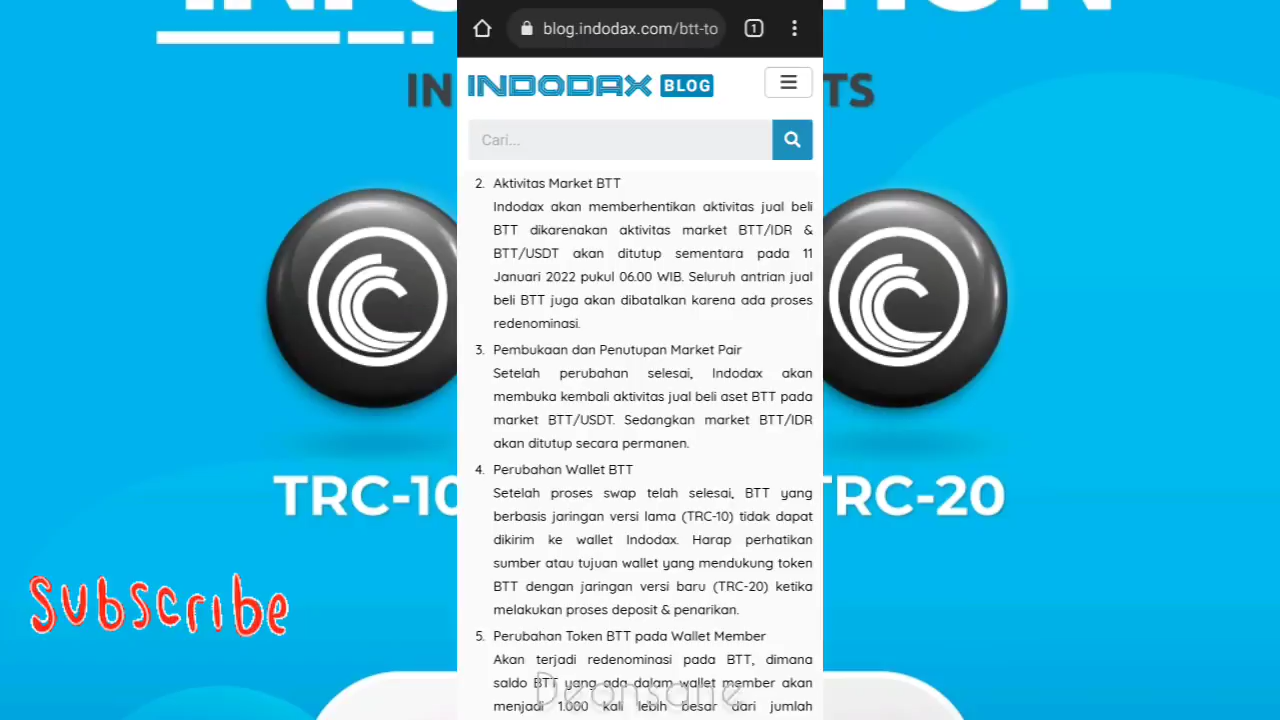 IN
TS
blog.indodax.com/btt-to
1
INDODAX BLOG
Cari...
2. Aktivitas Market BTT
Indodax akan memberhentikan aktivitas jual beli
BTT dikarenakan aktivitas market BTT/IDR &
BTT/USDT akan ditutup sementara pada 11
Januari 2022 pukul 06.00 WIB. Seluruh antrian jual
beli BTT juga akan dibatalkan karena ada proses
redenominasi.
3. Pembukaan dan Penutupan Market Pair
Setelah perubahan selesai, Indodax akan
membuka kembali aktivitas jual beli aset BTT pada
market BTT/USDT. Sedangkan market BTT/IDR
akan ditutup secara permanen.
4. Perubahan Wallet BTT
Setelah proses swap telah selesai, BTT yang
berbasis jaringan versi lama (TRC-10) tidak dapat
dikirim ke wallet Indodax. Harap perhatikan
sumber atau tujuan wallet yang mendukung token
BTT dengan jaringan versi baru (TRC-20) ketika
melakukan proses deposit & penarikan.
5. Perubahan Token BTT pada Wallet Member
Akan terjadi redenominasi pada BTT, dimana
saldo BTT yang ada dalam wallet member akan
menjadi 1.000 kali lebih besar dari jumlah
TRC-10
TRC-20
Subscribe
Deansane